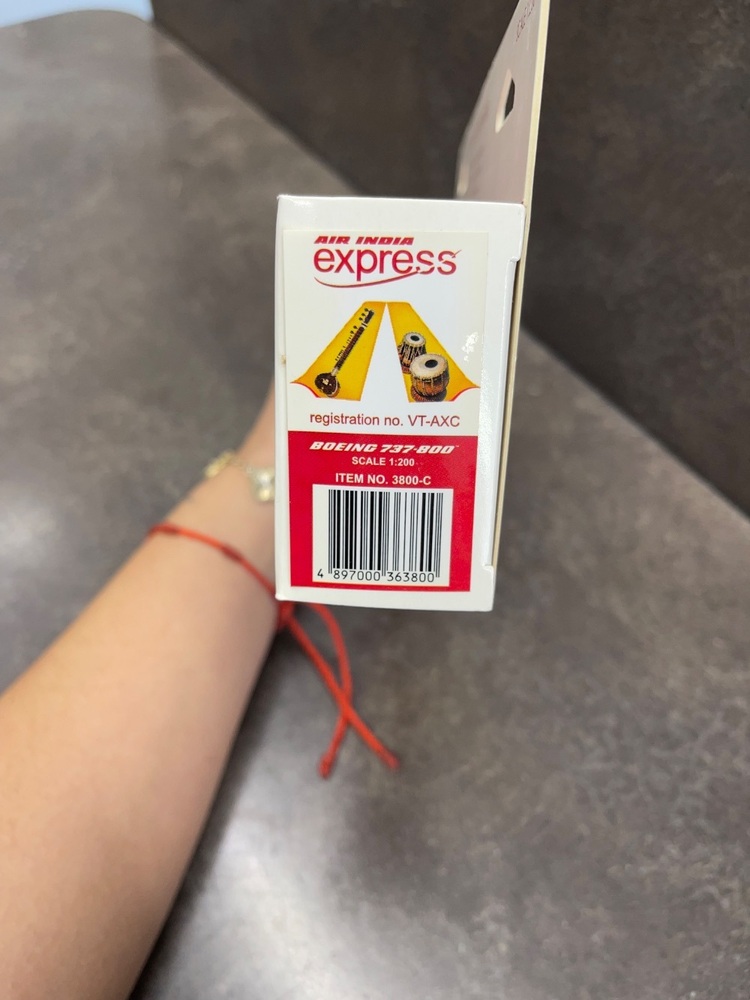 AIR INDIA
express
registration no. VT-AXC
BOEING 737-800
SCALE 1:200
ITEM NO. 3800-C
4 897000 363800